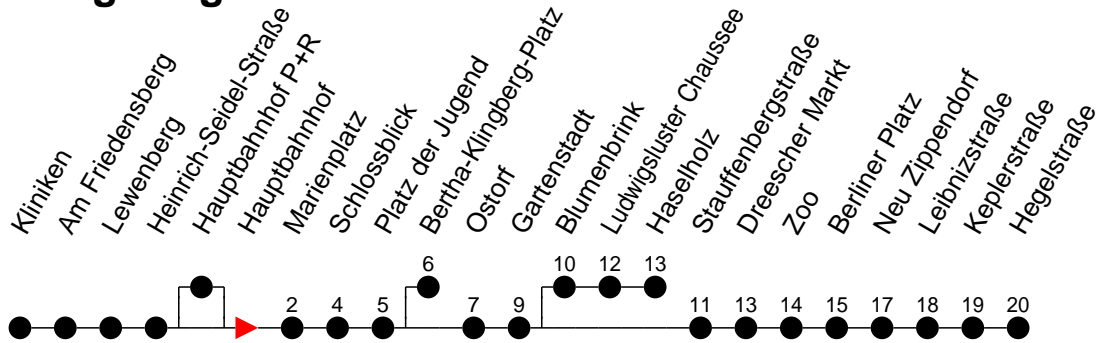 Kliniken
Am Friedensberg
Lewenberg
Heinrich-Seidel-Straße
Hauptbahnhof P+R
Hauptbahnhof
Marienplatz
Schlossblick
Platz der Jugend
Bertha-Klingberg-Platz
Ostorf
Gartenstadt
Blumenbrink
Ludwigsluster Chaussee
Haselholz
Stauffenbergstraße
Dreescher Markt
Zoo
Berliner Platz
Neu Zippendorf
Leibnizstraße
Keplerstraße
Hegelstraße
6 10 12 13
2 4 5 7 9 11 13 14 15 17 18 19 20